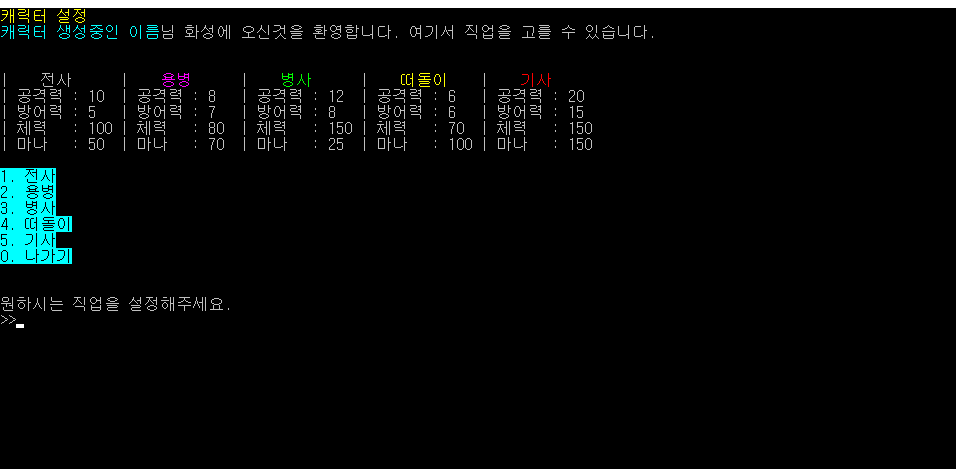 캐릭터 설정
캐릭터 생성중인 이름님 화성에 오신것을 환영합니다. 여기서 직업을 고를 수 있습니다.
| 전사 | 용병 | 병사 | 떠돌이 | 기사
| 공격력 : 10 | 공격력 : 8 | 공격력 : 12 | 공격력 : 6 | 공격력 : 20
| 방어력 : 5 | 방어력 : 7 | 방어력 : 8 | 방어력 : 6 | 방어력 : 15
| 체력 : 100 | 체력 : 80 | 체력 : 150 | 체력 : 70 | 체력 : 150
| 마나 : 50 | 마나 : 70 | 마나 : 25 | 마나 : 100 | 마나 : 150
1. 전사
2. 용병
3. 병사
4. 떠돌이
5. 기사
0. 나가기
원하시는 직업을 설정해주세요.
>>